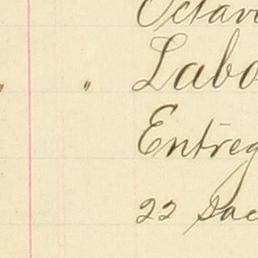 Octav
" " Labo
Entreg
22 Sac